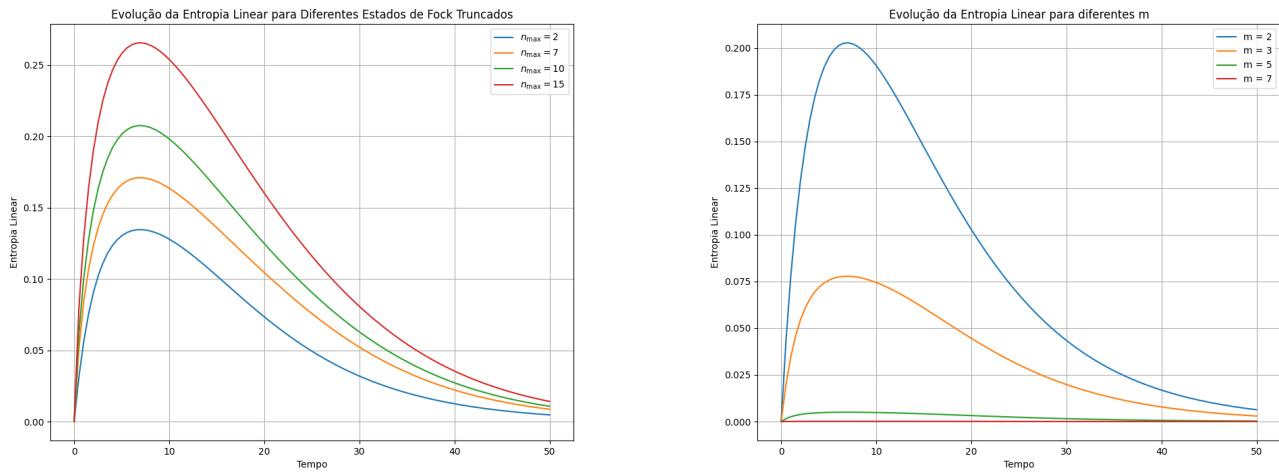 Evolução da Entropia Linear para Diferentes Estados de Fock Truncados
n_max = 2
n_max = 7
n_max = 10
n_max = 15
0.25
0.20
0.15
0.10
0.05
0.00
Entropia Linear
0 10 20 30 40 50
Tempo
Evolução da Entropia Linear para diferentes m
m = 2
m = 3
m = 5
m = 7
0.200
0.175
0.150
0.125
0.100
0.075
0.050
0.025
0.000
Entropia Linear
0 10 20 30 40 50
Tempo